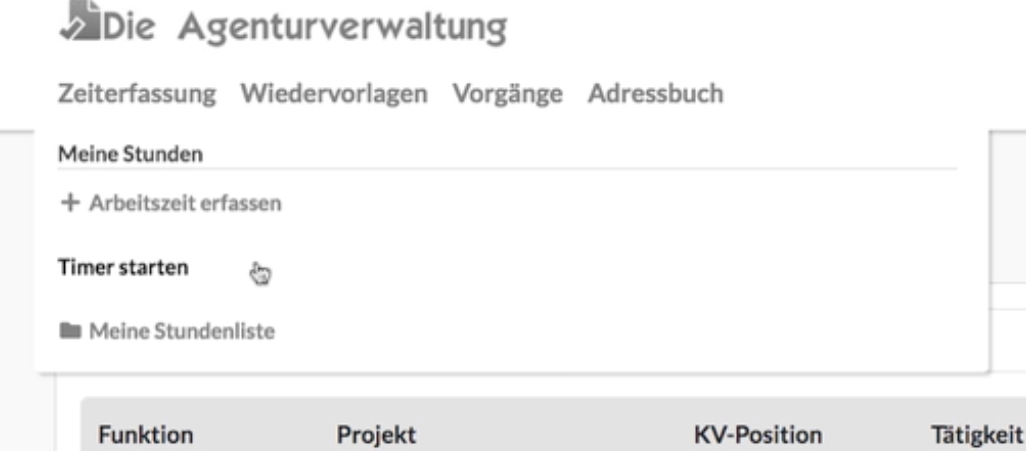 Die Agenturverwaltung
Zeiterfassung Wiedervorlagen Vorgänge Adressbuch
Meine Stunden
+ Arbeitszeit erfassen
Timer starten
Meine Stundenliste
Funktion Projekt KV-Position Tätigkeit